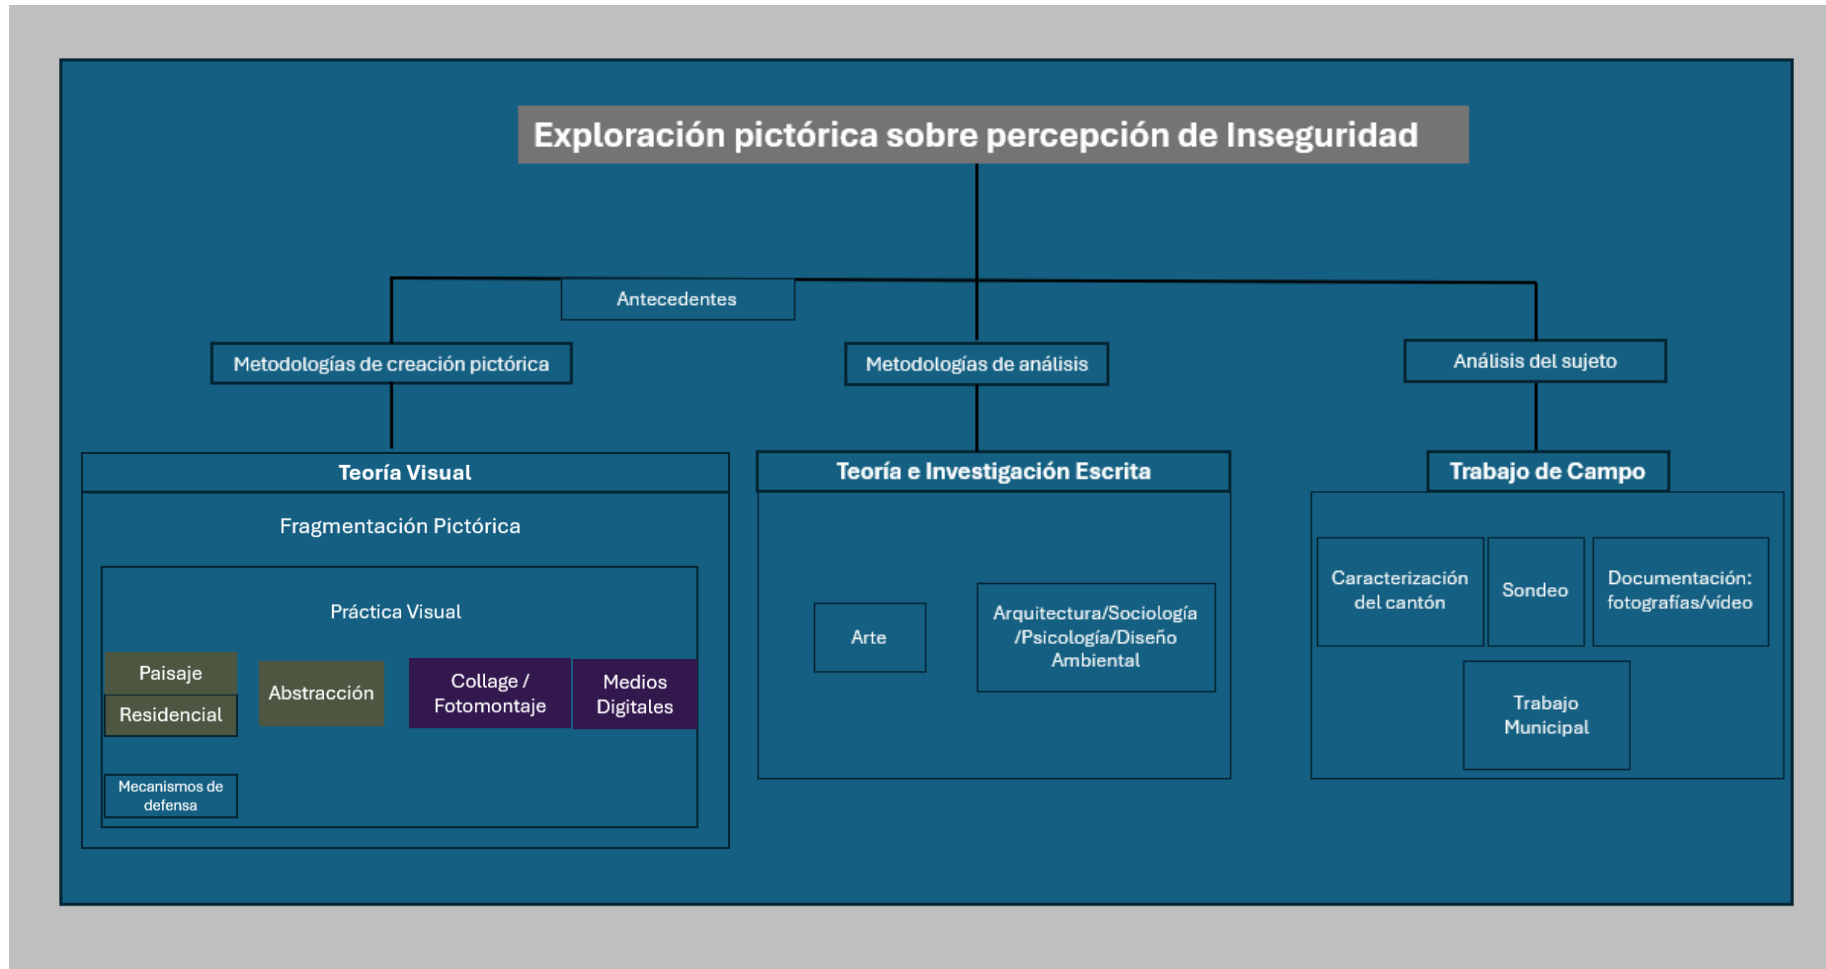 Exploración pictórica sobre percepción de Inseguridad
Antecedentes
Metodologías de creación pictórica
Metodologías de análisis
Análisis del sujeto
Teoría Visual
Fragmentación Pictórica
Práctica Visual
Paisaje
Residencial
Abstracción
Collage /
Fotomontaje
Medios
Digitales
Mecanismos de
defensa
Teoría e Investigación Escrita
Arte
Arquitectura/Sociología
/Psicología/Diseño
Ambiental
Trabajo de Campo
Caracterización
del cantón
Sondeo
Documentación:
fotografías/vídeo
Trabajo
Municipal